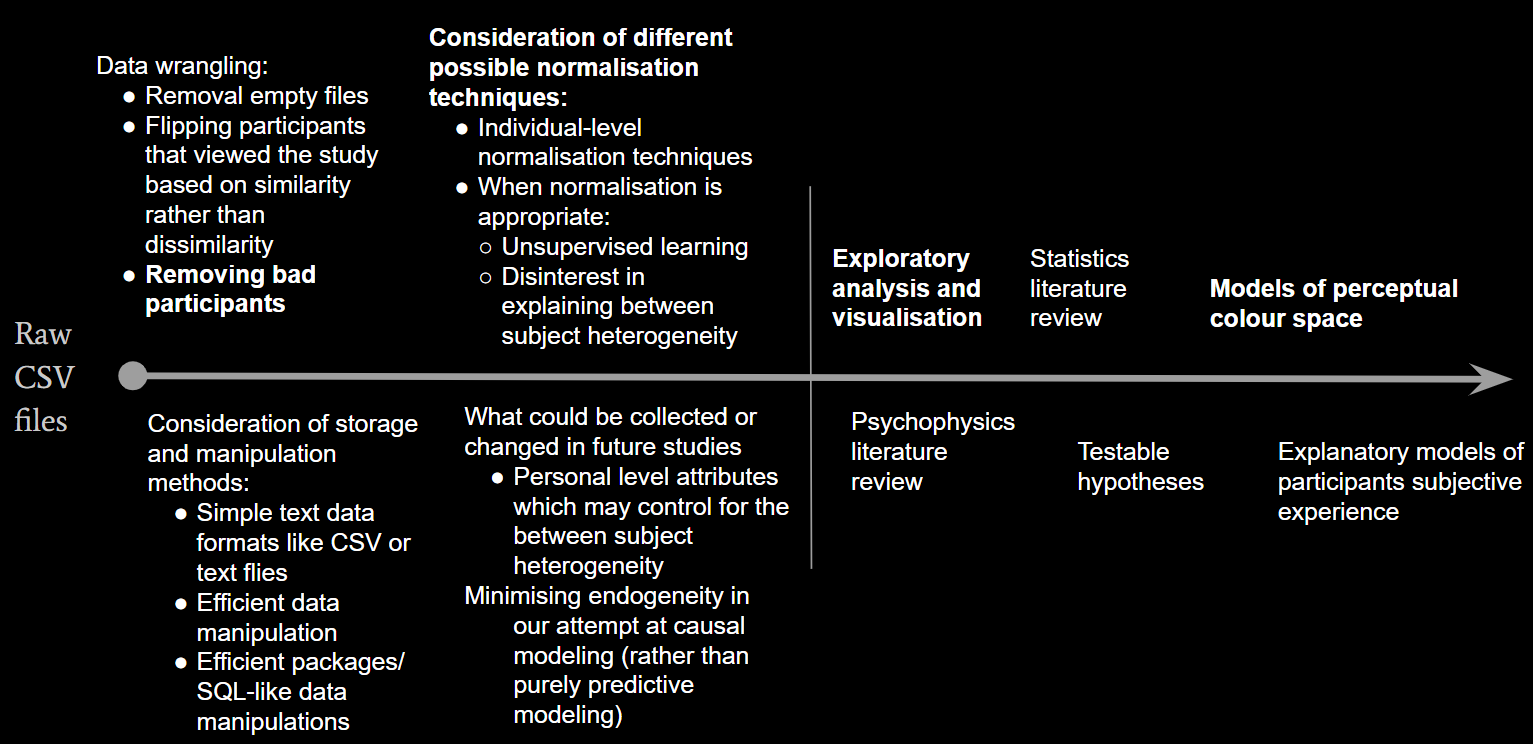 Data wrangling:
● Removal empty files
● Flipping participants
that viewed the study
based on similarity
rather than
dissimilarity
● Removing bad
participants
Consideration of different
possible normalisation
techniques:
● Individual-level
normalisation techniques
● When normalisation is
appropriate:
○ Unsupervised learning
○ Disinterest in
explaining between
subject heterogeneity
Exploratory
analysis and
visualisation
Statistics
literature
review
Models of perceptual
colour space
Raw
CSV
files
Consideration of storage
and manipulation
methods:
● Simple text data
formats like CSV or
text flies
● Efficient data
manipulation
● Efficient packages/
SQL-like data
manipulations
What could be collected or
changed in future studies
● Personal level attributes
which may control for the
between subject
heterogeneity
Minimising endogeneity in
our attempt at causal
modeling (rather than
purely predictive
modeling)
Psychophysics
literature
review
Testable
hypotheses
Explanatory models of
participants subjective
experience